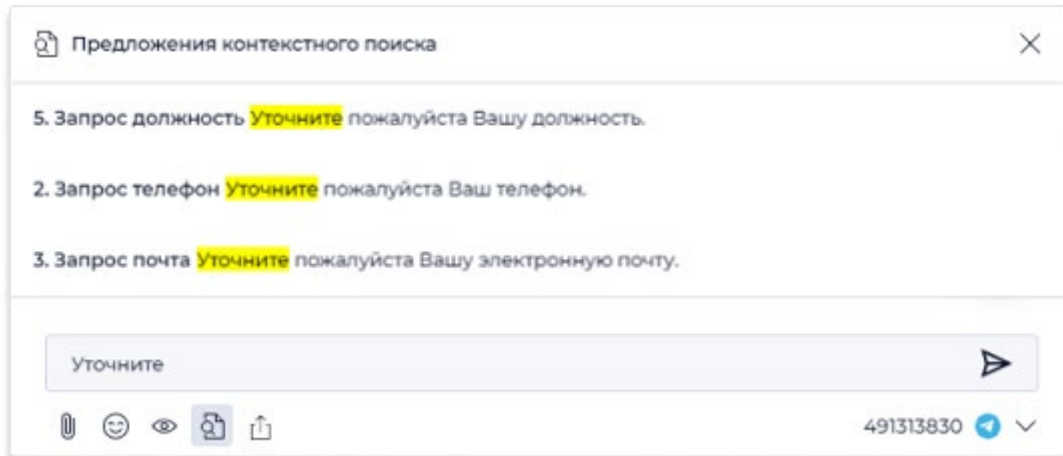 Предложения контекстного поиска
5. Запрос должность Уточните пожалуйста Вашу должность.
2. Запрос телефон Уточните пожалуйста Ваш телефон.
3. Запрос почта Уточните пожалуйста Вашу электронную почту.
Уточните
491313830